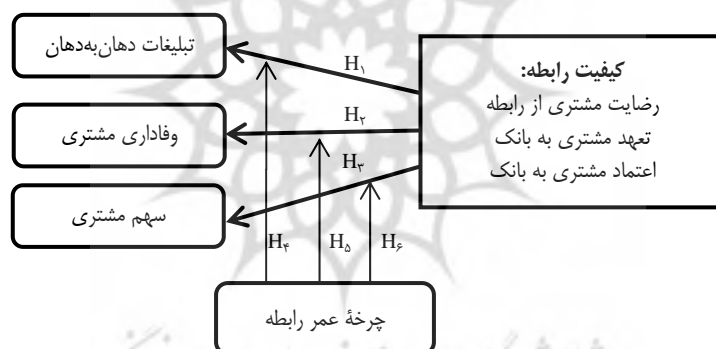 کیفیت رابطه:
رضایت مشتری از رابطه
تعهد مشتری به بانک
اعتماد مشتری به بانک
H۱
تبلیغات دهان‌به‌دهان
H۲
وفاداری مشتری
H۳
سهم مشتری
H۴
H۵
H۶
چرخۀ عمر رابطه